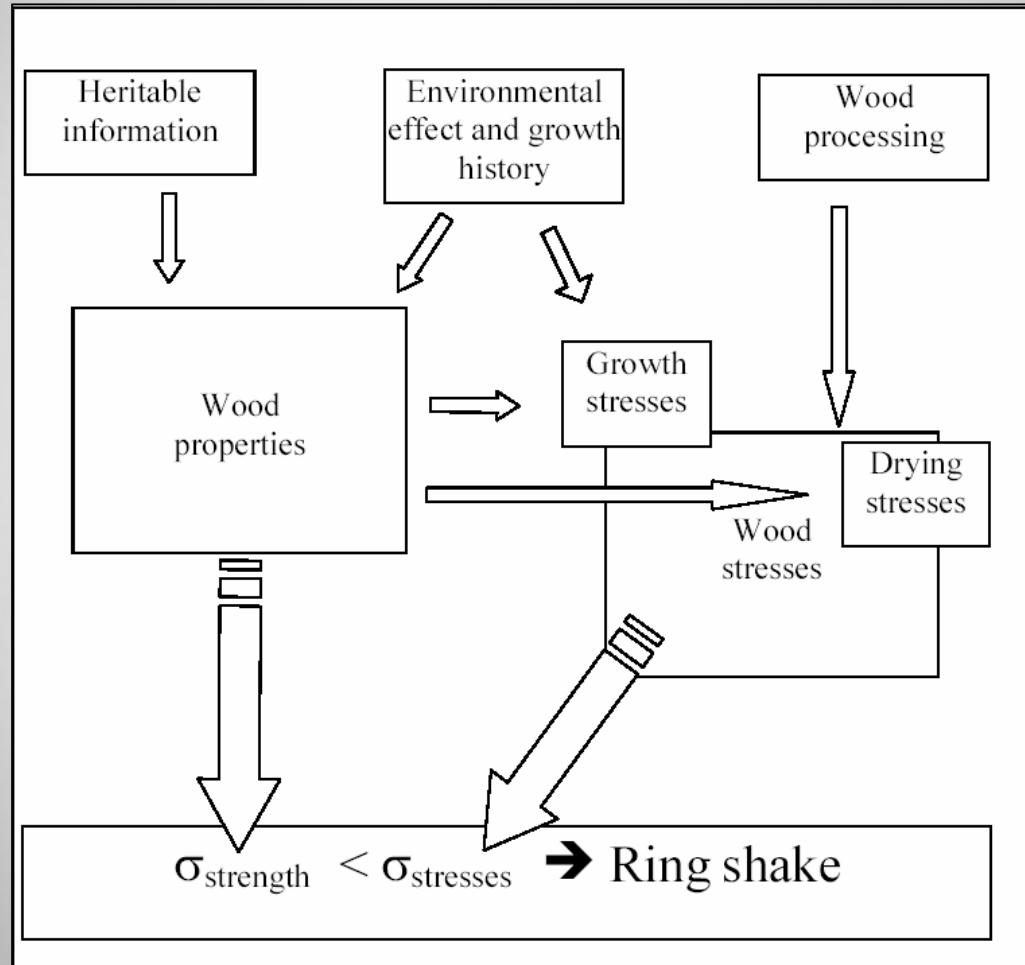 Heritable
information
Environmental
effect and growth
history
Wood
processing
Wood
properties
Growth
stresses
Drying
stresses
Wood
stresses
σstrength < σstresses ➔ Ring shake